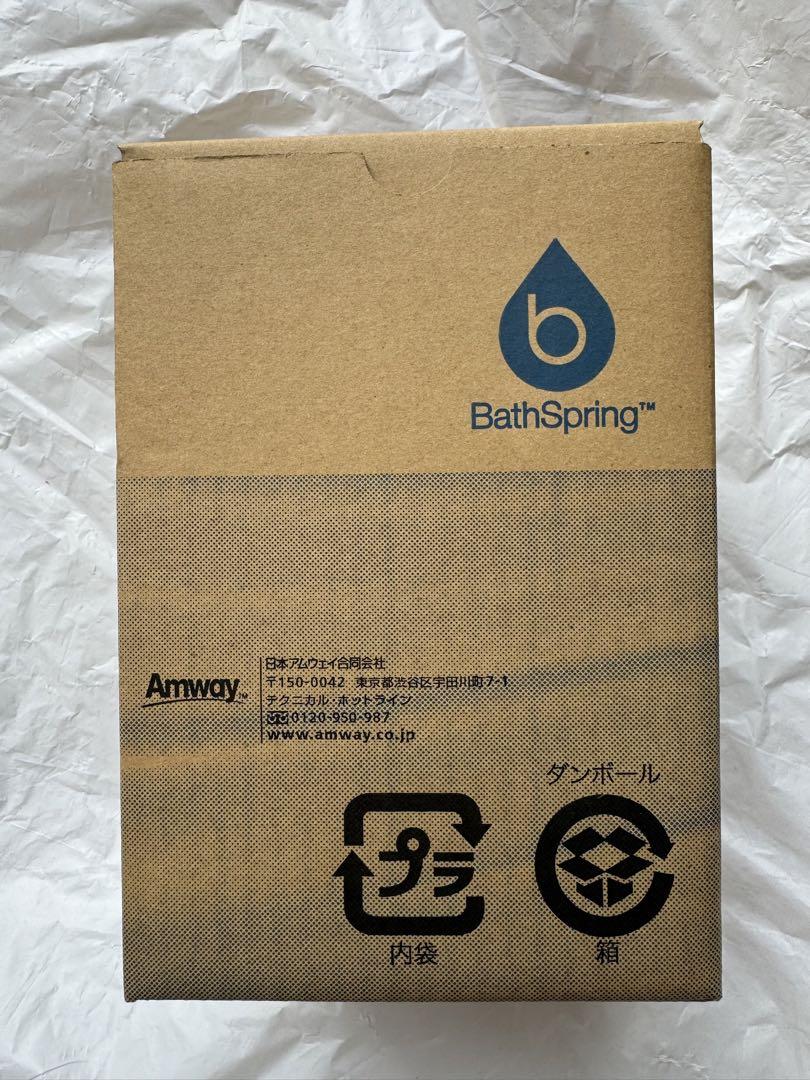 b
BathSpring™
Amway™
日本アムウェイ合同会社
〒150-0042 東京都渋谷区宇田川町7-1
テクニカル・ホットライン
0120-950-987
www.amway.co.jp
ダンボール
プラ
内袋
箱